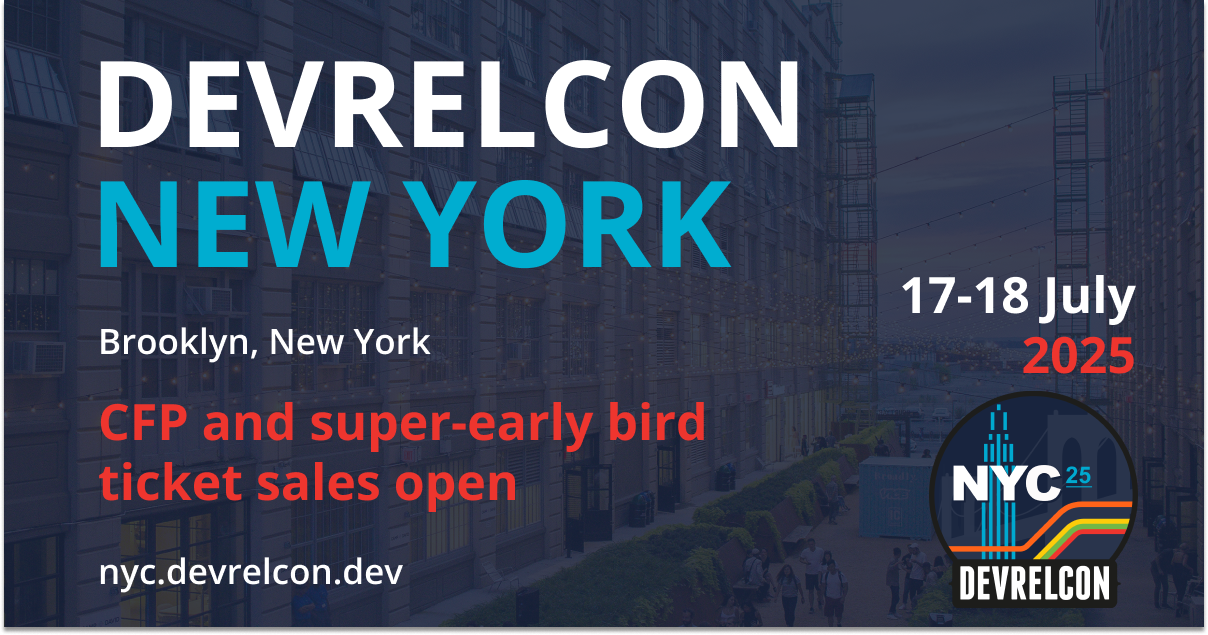 DEVRELCON
NEW YORK
17-18 July
2025
Brooklyn, New York
CFP and super-early bird
ticket sales open
nyc.devrelcon.dev
NYC 25
DEVRELCON